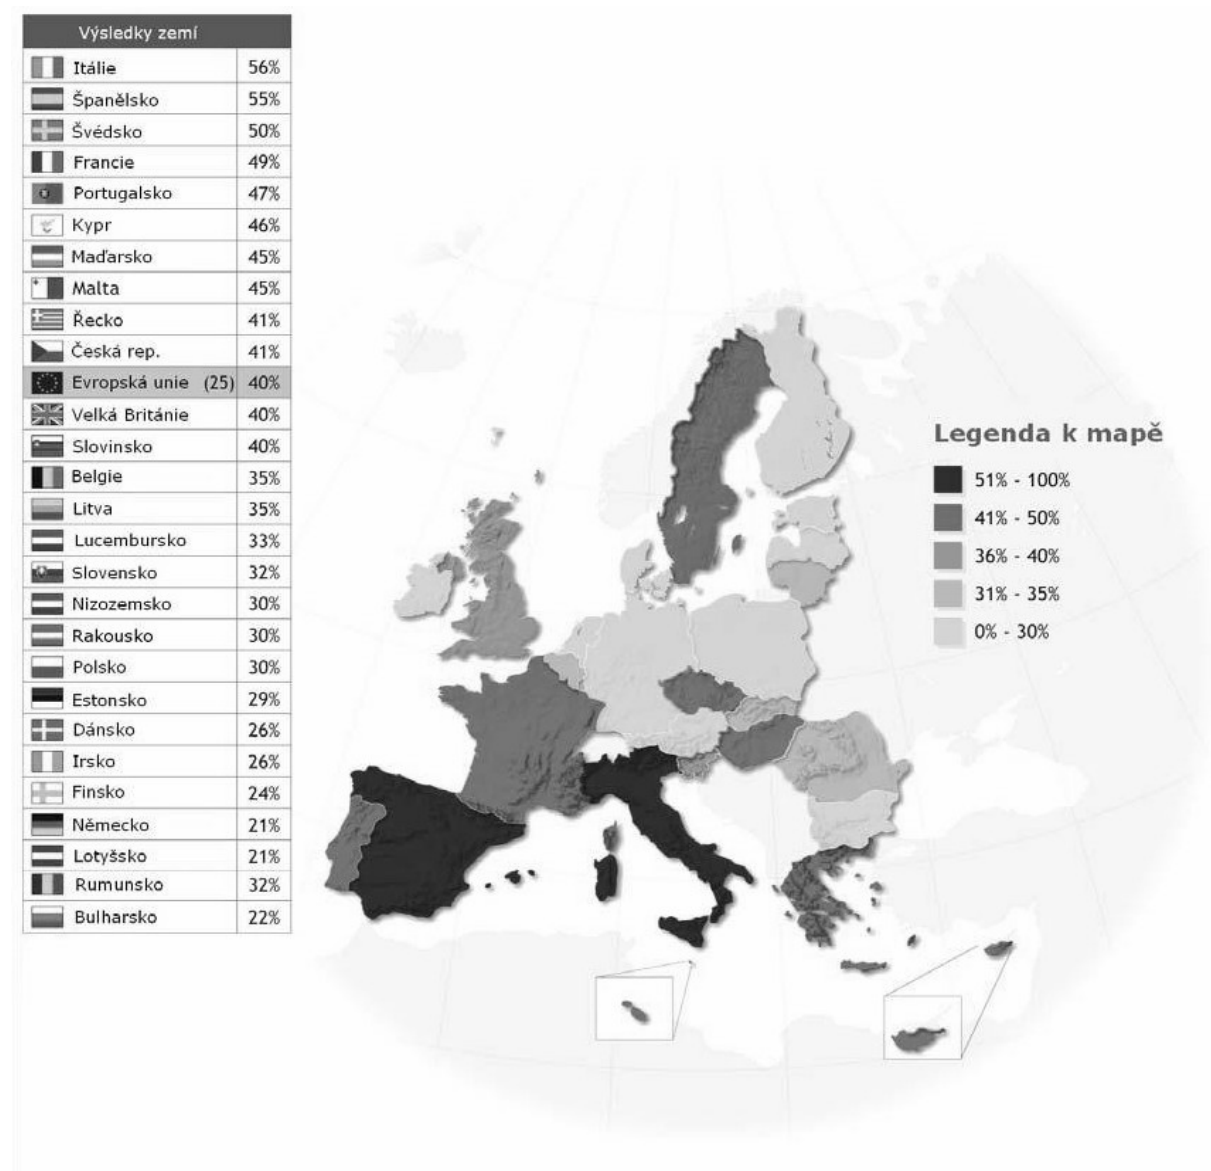 Výsledky zemí
Itálie 56%
Španělsko 55%
Švédsko 50%
Francie 49%
Portugalsko 47%
Kypr 46%
Maďarsko 45%
Malta 45%
Řecko 41%
Česká rep. 41%
Evropská unie (25) 40%
Velká Británie 40%
Slovinsko 40%
Belgie 35%
Litva 35%
Lucembursko 33%
Slovensko 32%
Nizozemsko 30%
Rakousko 30%
Polsko 30%
Estonsko 29%
Dánsko 26%
Irsko 26%
Finsko 24%
Německo 21%
Lotyšsko 21%
Rumunsko 32%
Bulharsko 22%
Legenda k mapě
51% - 100%
41% - 50%
36% - 40%
31% - 35%
0% - 30%